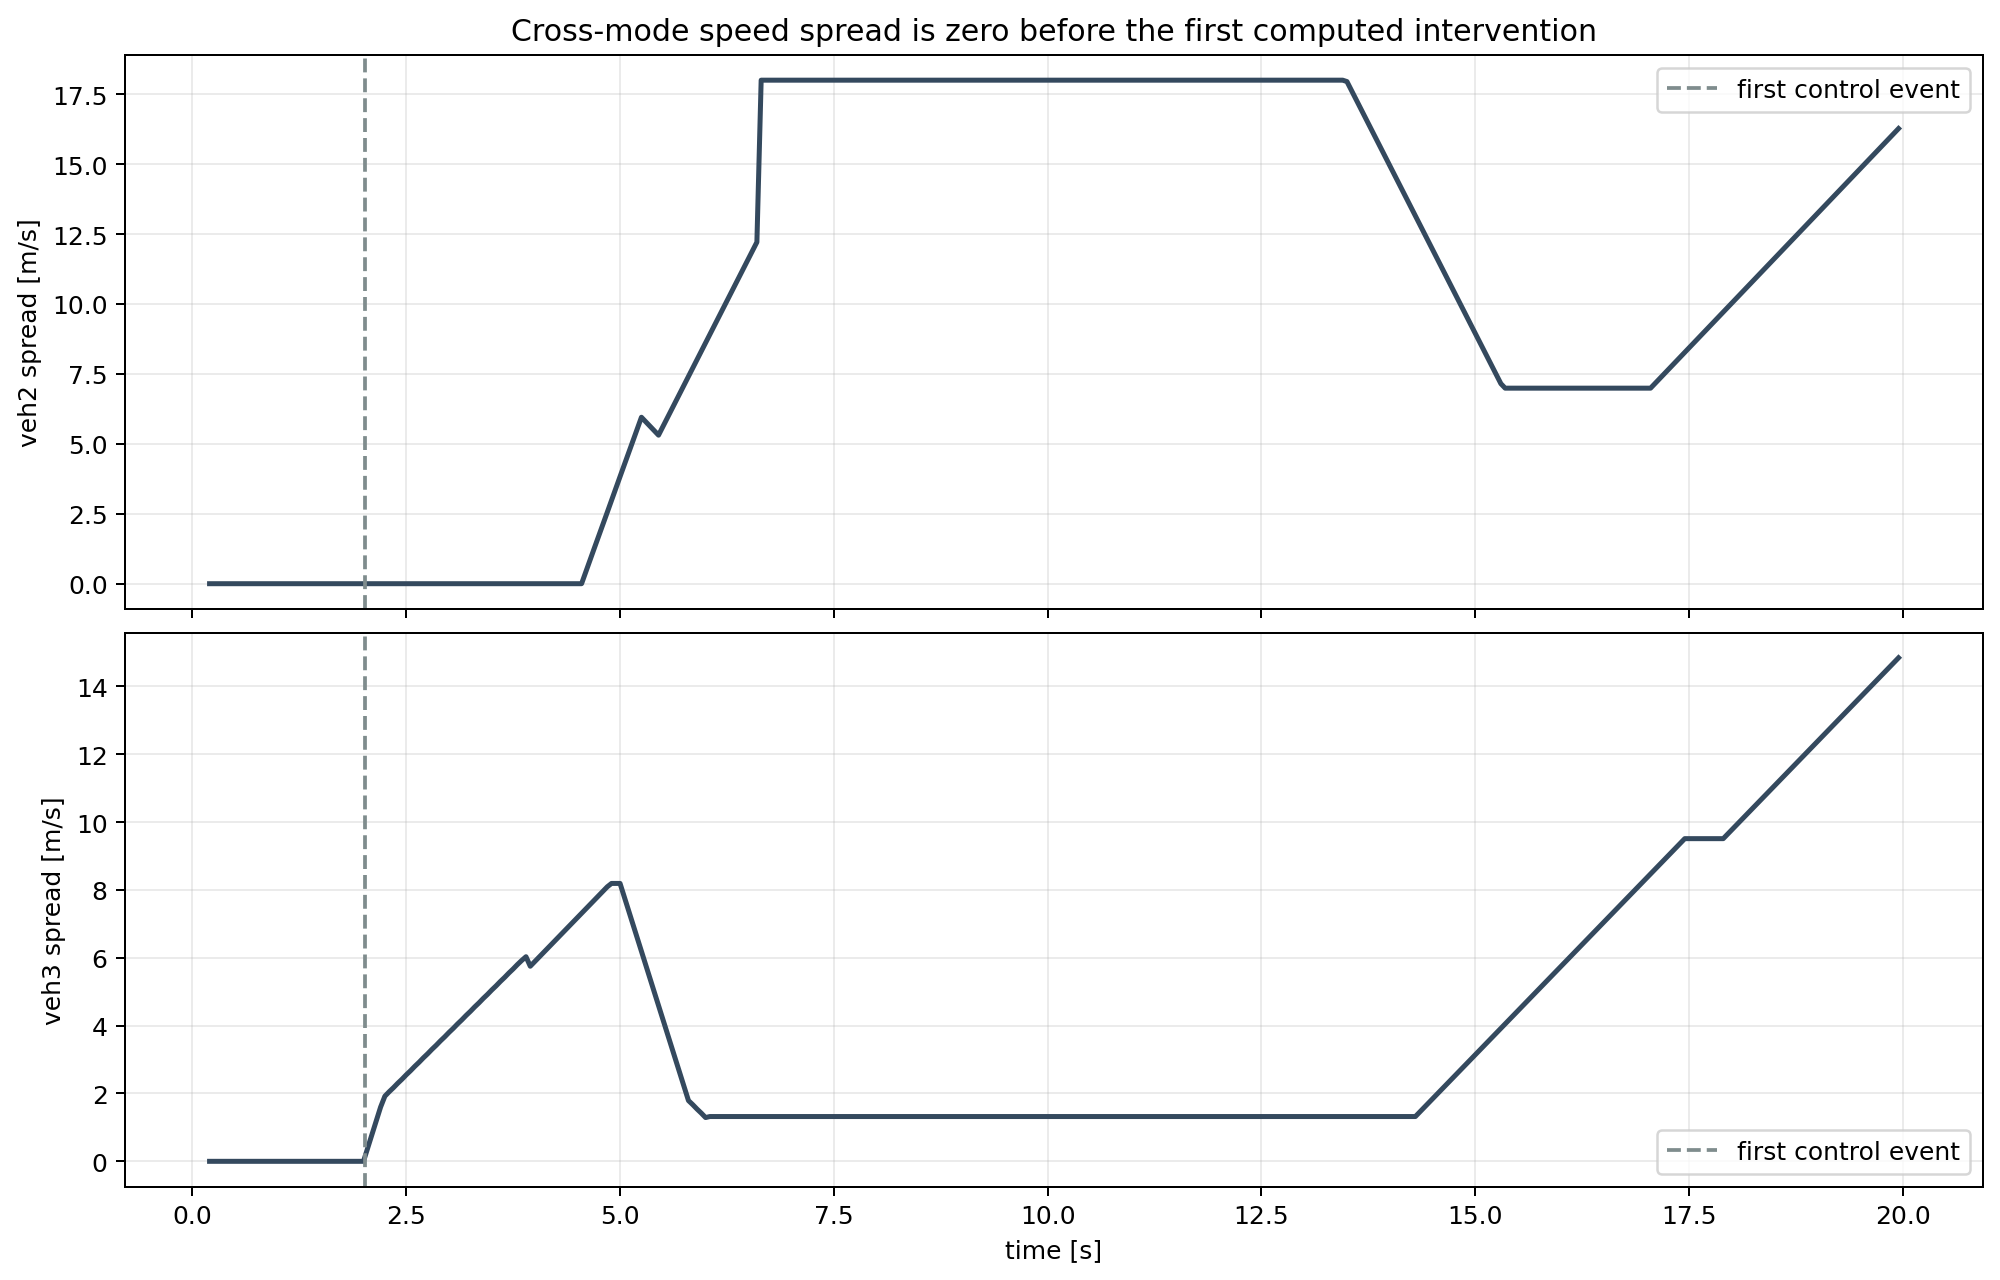 Cross-mode speed spread is zero before the first computed intervention
17.5
15.0
12.5
10.0
7.5
5.0
2.5
0.0
veh2 spread [m/s]
first control event
14
12
10
8
6
4
2
0
veh3 spread [m/s]
first control event
0.0 2.5 5.0 7.5 10.0 12.5 15.0 17.5 20.0
time [s]